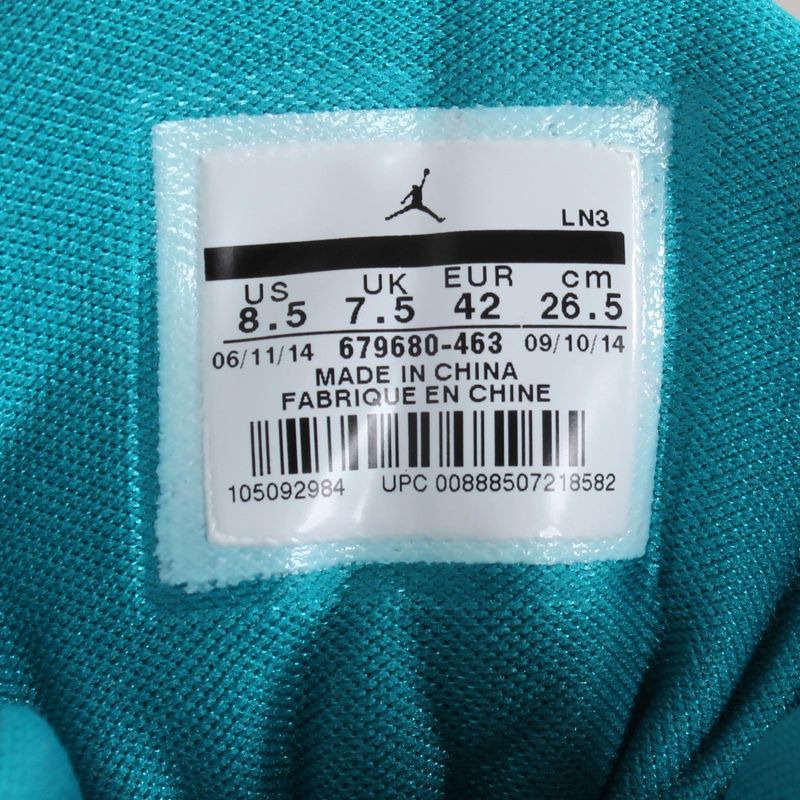 LN3
US UK EUR cm
8.5 7.5 42 26.5
06/11/14 679680-463 09/10/14
MADE IN CHINA
FABRIQUE EN CHINE
105092984 UPC 00888507218582